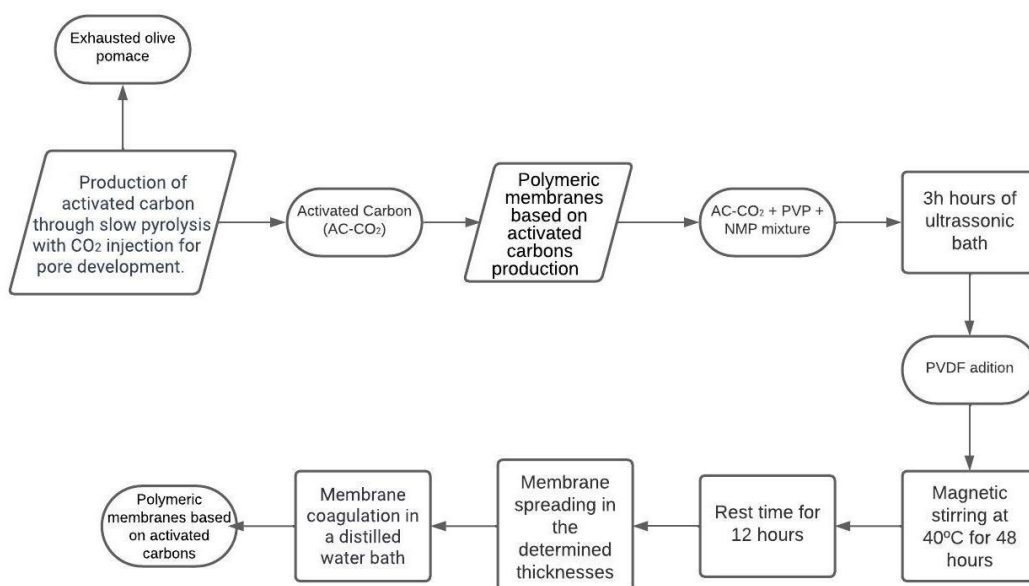 Exhausted olive
pomace
Production of
activated carbon
through slow pyrolysis
with CO₂ injection for
pore development.
Activated Carbon
(AC-CO₂)
Polymeric
membranes
based on
activated
carbons
production
AC-CO₂ + PVP +
NMP mixture
3h hours of
ultrassonic
bath
PVDF adition
Magnetic
stirring at
40ºC for 48
hours
Rest time for
12 hours
Membrane
spreading in
the
determined
thicknesses
Membrane
coagulation in
a distilled
water bath
Polymeric
membranes based
on activated
carbons